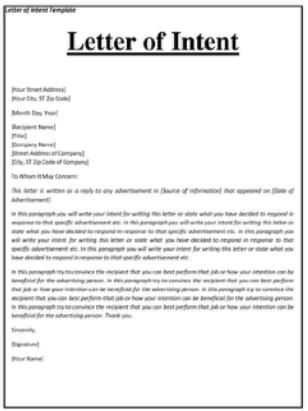 Letter of Intent Template
Letter of Intent
[Your Street Address]
[Your City, ST Zip Code]
[Month Day, Year]
[Recipient Name]
[Title]
[Company Name]
[Street Address of Company]
[City, ST Zip Code of Company]
To Whom It May Concern:
This letter is written as a reply to any advertisement in [Source of Information] that appeared on [Date of
Advertisement].
In this paragraph you will write your intent for writing this letter or state what you have decided to respond in
response to that specific advertisement etc. In this paragraph you will write your intent for writing this letter or
state what you have decided to respond in response to that specific advertisement etc. In this paragraph you
will write your intent for writing this letter or state what you have decided to respond in response to that
specific advertisement etc. In this paragraph you will write your intent for writing this letter or state what you
have decided to respond in response to that specific advertisement etc.
In this paragraph try to convince the recipient that you can best perform that job or how your intention can be
beneficial for the advertising person. In this paragraph try to convince the recipient that you can best perform
that job or how your intention can be beneficial for the advertising person. In this paragraph try to convince the
recipient that you can best perform that job or how your intention can be beneficial for the advertising person.
In this paragraph try to convince the recipient that you can best perform that job or how your intention can be
beneficial for the advertising person. Thank you.
Sincerely,
[Signature]
[Your Name]